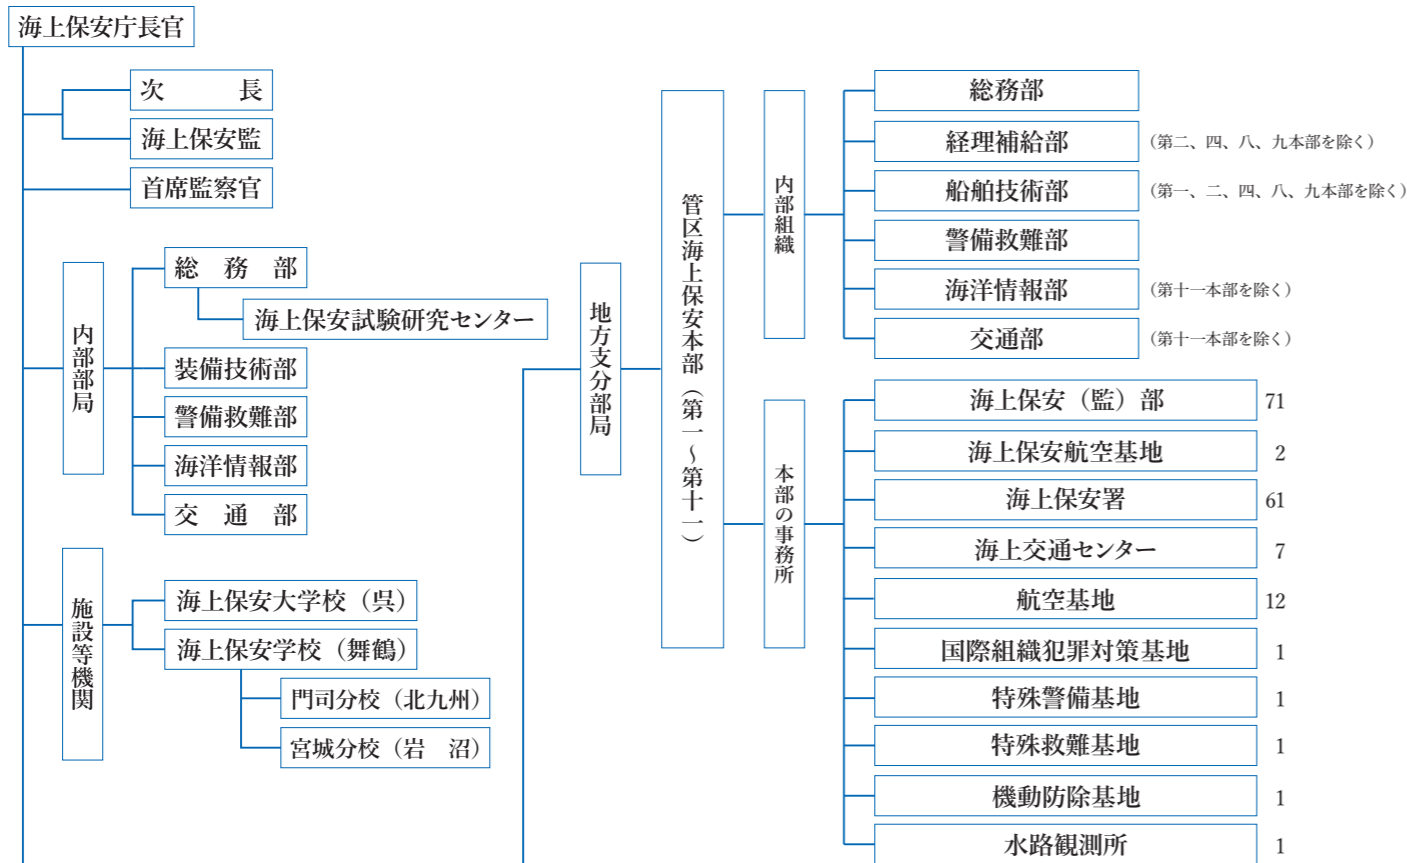 海上保安庁長官
次　長
海上保安監
首席監察官
内部部局
総　務　部
海上保安試験研究センター
装備技術部
警備救難部
海洋情報部
交　通　部
施設等機関
海上保安大学校（呉）
海上保安学校（舞鶴）
門司分校（北九州）
宮城分校（岩　沼）
地方支分部局
管区海上保安本部（第一～第十一）
内部組織
総務部
経理補給部 （第二、四、八、九本部を除く）
船舶技術部 （第一、二、四、八、九本部を除く）
警備救難部
海洋情報部 （第十一本部を除く）
交通部 （第十一本部を除く）
本部の事務所
海上保安（監）部 71
海上保安航空基地 2
海上保安署 61
海上交通センター 7
航空基地 12
国際組織犯罪対策基地 1
特殊警備基地 1
特殊救難基地 1
機動防除基地 1
水路観測所 1